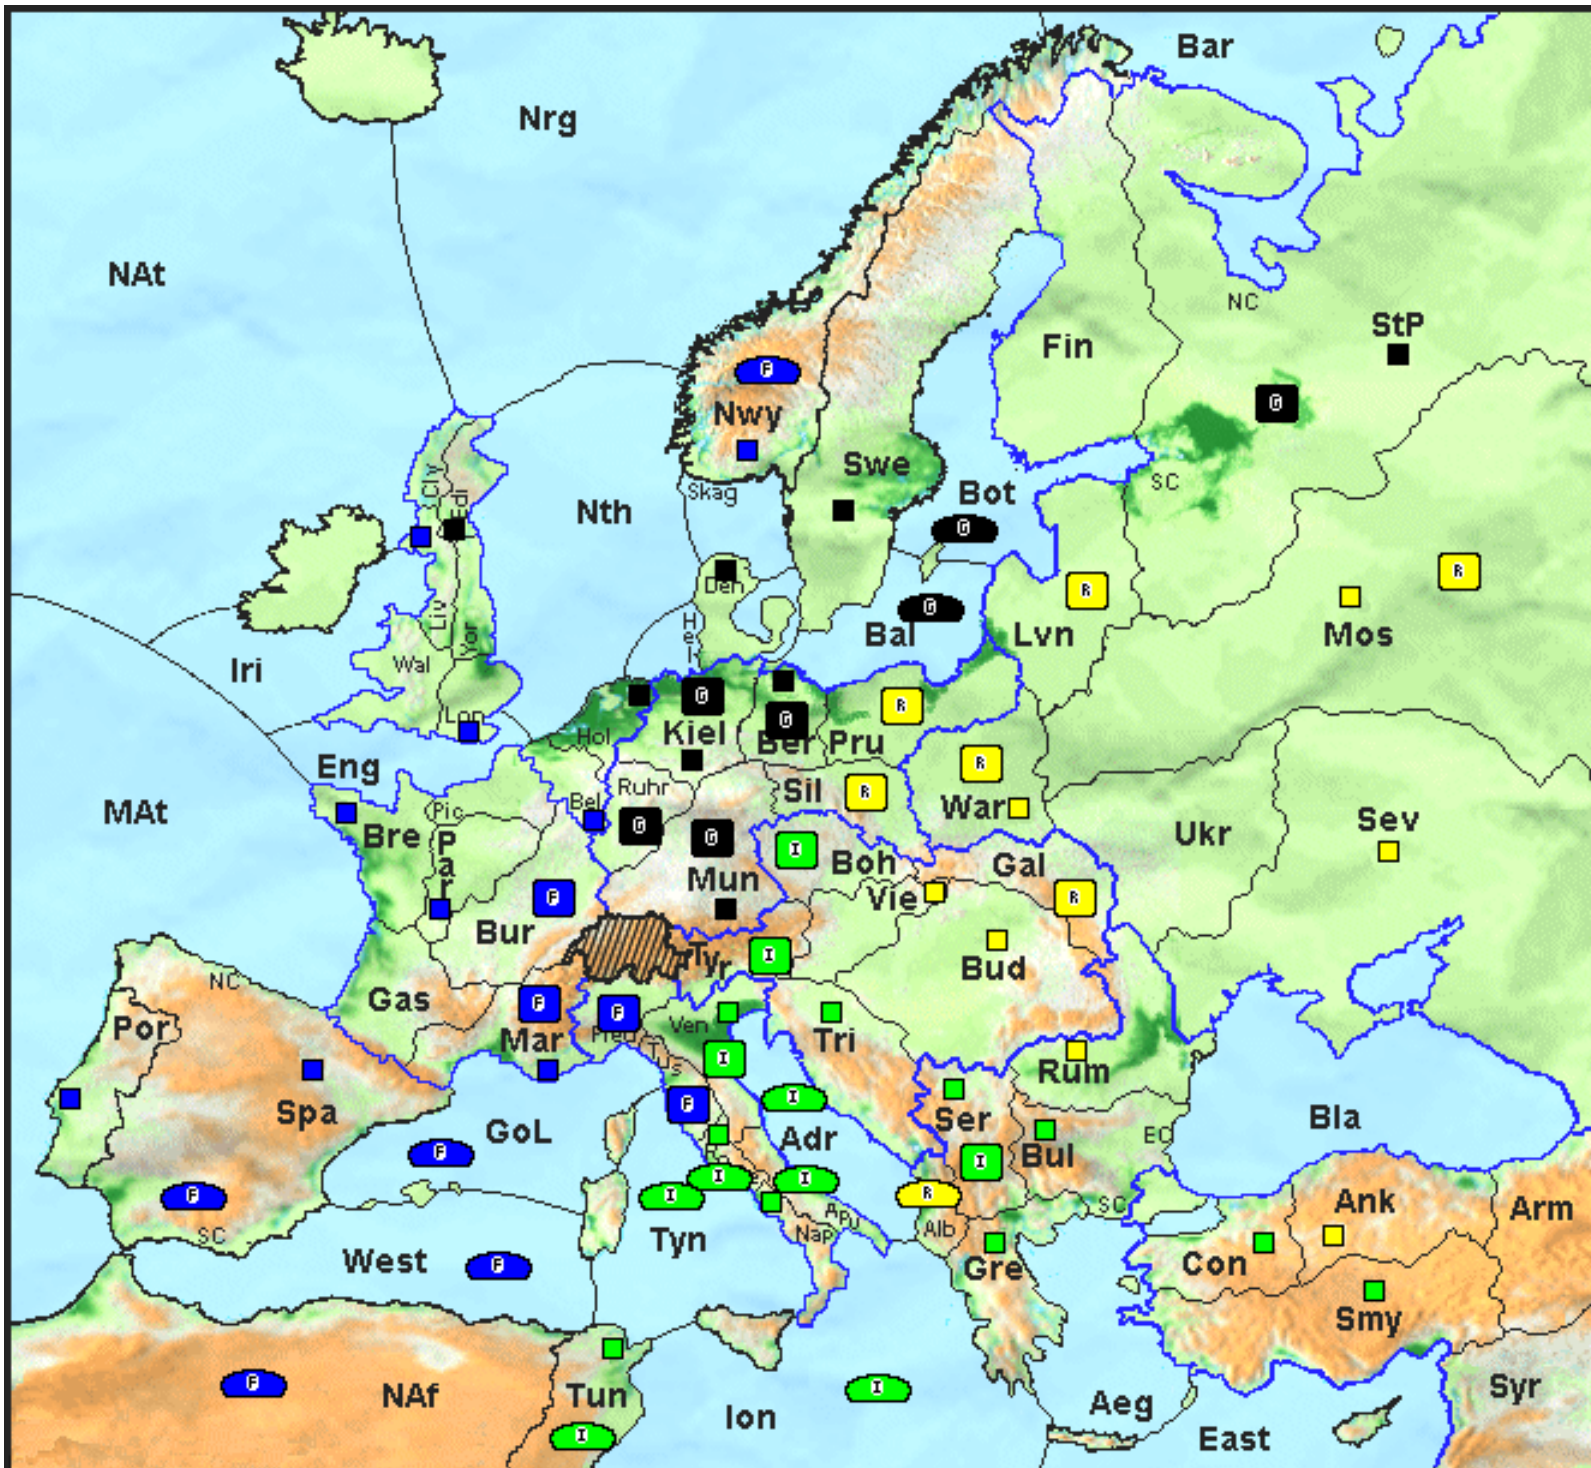 Bar
Nrg
NAt
NC
StP
Fin
F
G
Nwy
Swe
Cly
Edi
SC
Skag
Bot
Nth
G
R
R
Den
G
Hel
Liv
Yor
Bal
Lvn
Mos
Wal
Iri
G
R
Lon
G
Hol
Kiel
Ber
Pru
Eng
R
Ruhr
Sil
R
War
Bel
MAt
Pic
Bre
Par
G
G
I
Boh
Gal
Ukr
Sev
Mun
Vie
F
R
Bur
I
Tyr
Bud
NC
Gas
F
F
Por
Mar
Pied
Ven
Tri
Tus
I
Rum
F
I
Spa
GoL
Adr
Ser
Bla
Bul
EC
F
I
F
I
I
I
R
SC
Ank
Arm
SC
Apu
Nap
Alb
West
F
Tyn
Gre
Con
Smy
F
NAf
Tun
I
Ion
I
Aeg
East
Syr